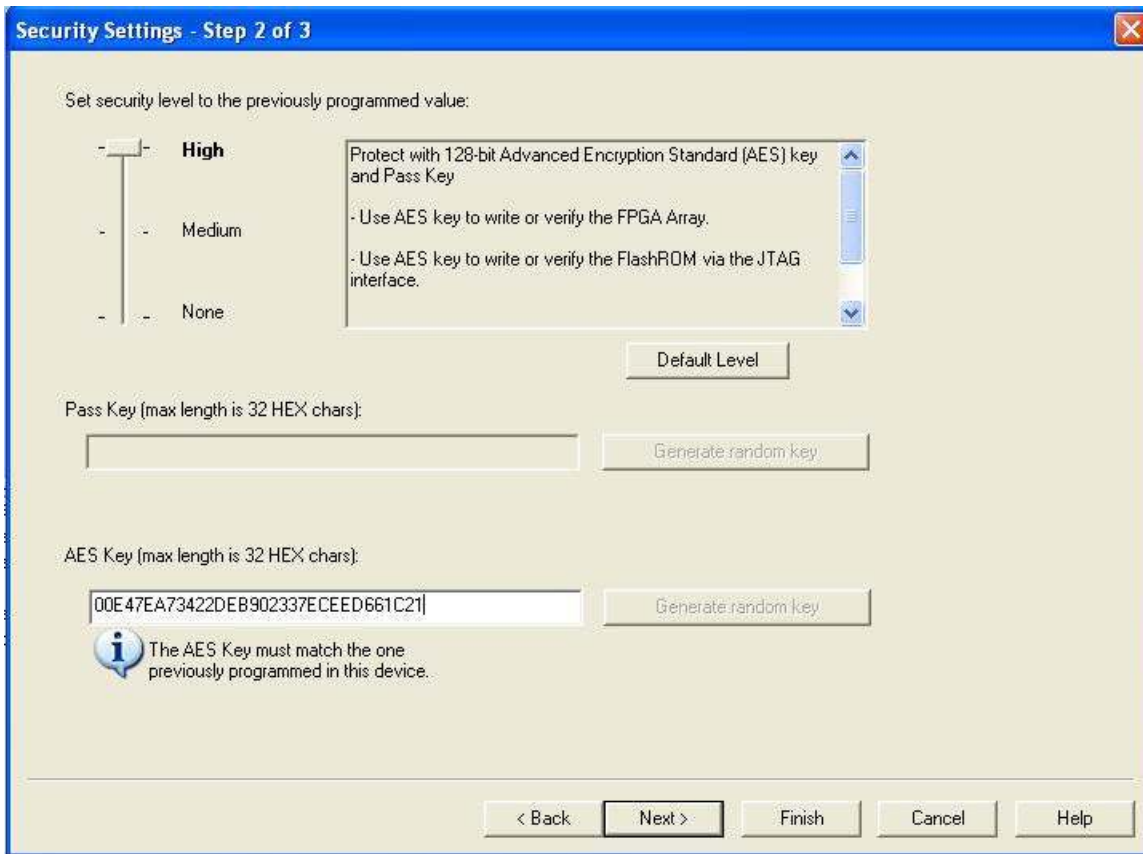 Security Settings - Step 2 of 3
Set security level to the previously programmed value:
High
Medium
None
Protect with 128-bit Advanced Encryption Standard (AES) key
and Pass Key
- Use AES key to write or verify the FPGA Array.
- Use AES key to write or verify the FlashROM via the JTAG
interface.
Default Level
Pass Key (max length is 32 HEX chars):
Generate random key
AES Key (max length is 32 HEX chars):
00E47EA73422DEB902337ECEED661C21
Generate random key
The AES Key must match the one
previously programmed in this device.
< Back
Next >
Finish
Cancel
Help